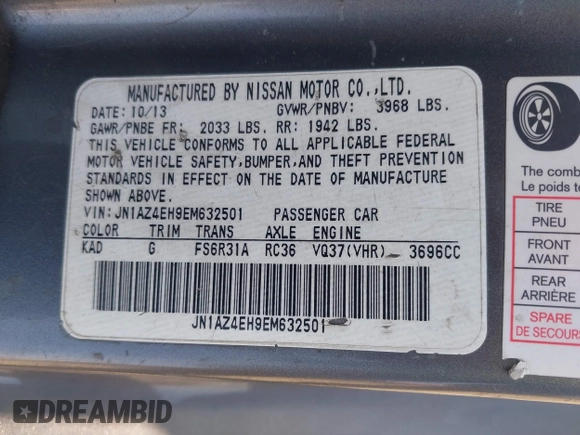 MANUFACTURED BY NISSAN MOTOR CO.,LTD.
DATE: 10/13 GVWR/PNBV: 3968 LBS.
GAWR/PNBE FR: 2033 LBS. RR: 1942 LBS.
THIS VEHICLE CONFORMS TO ALL APPLICABLE FEDERAL
MOTOR VEHICLE SAFETY,BUMPER,AND THEFT PREVENTION
STANDARDS IN EFFECT ON THE DATE OF MANUFACTURE
SHOWN ABOVE.
VIN: JN1AZ4EH9EM632501 PASSENGER CAR
COLOR TRIM TRANS AXLE ENGINE
KAD G FS6R31A RC36 VQ37(VHR) 3696CC
JN1AZ4EH9EM632501
The comb
Le poids to
TIRE
PNEU
FRONT
AVANT
REAR
ARRIÈRE
SPARE
DE SECOURS
DREAMBID